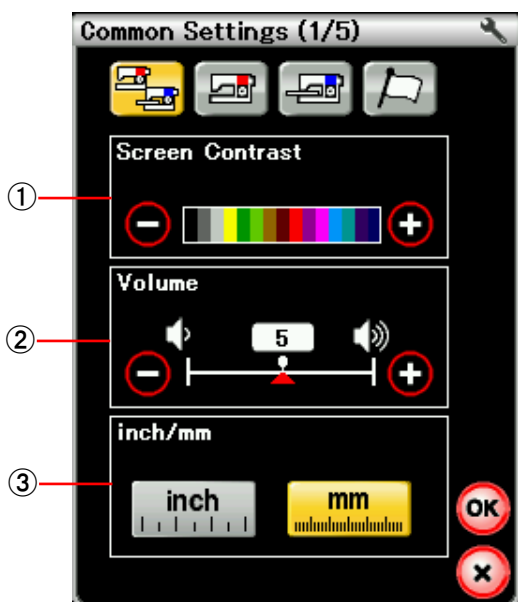 Common Settings (1/5)
Screen Contrast
①
Volume
②
5
inch/mm
③
inch
mm
OK